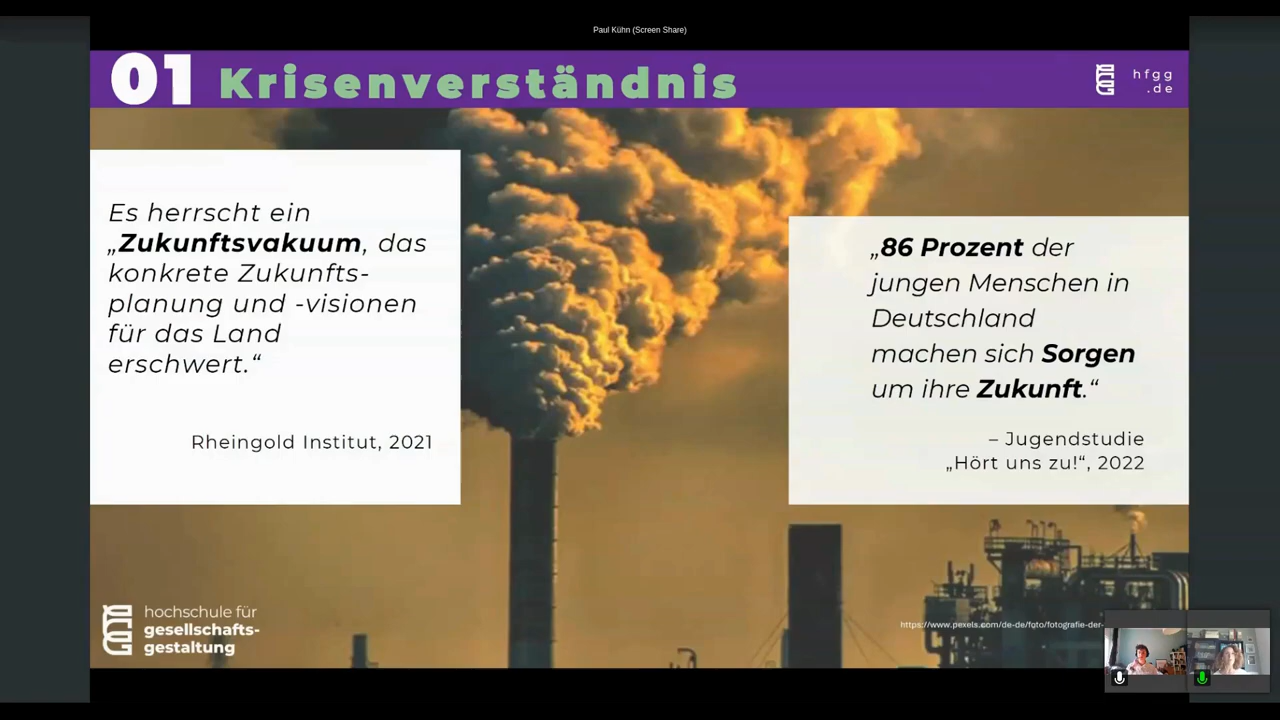 Paul Kühn (Screen Share)
01 Krisenverständnis
hfgg
.de
Es herrscht ein
„Zukunftsvakuum, das
konkrete Zukunfts-
planung und -visionen
für das Land
erschwert.“
Rheingold Institut, 2021
„86 Prozent der
jungen Menschen in
Deutschland
machen sich Sorgen
um ihre Zukunft.“
– Jugendstudie
„Hört uns zu!“, 2022
hochschule für
gesellschafts-
gestaltung
https://www.pexels.com/de-de/foto/fotografie-der-